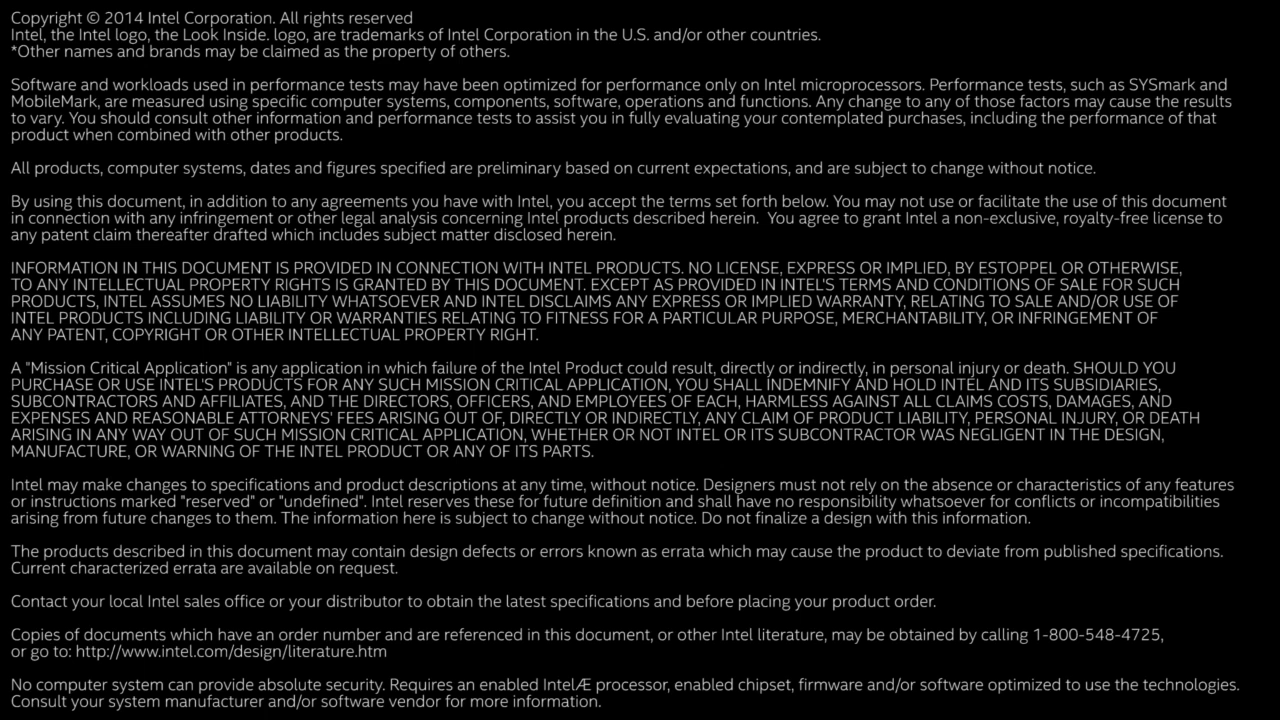 Copyright © 2014 Intel Corporation. All rights reserved
Intel, the Intel logo, the Look Inside. logo, are trademarks of Intel Corporation in the U.S. and/or other countries.
*Other names and brands may be claimed as the property of others.
Software and workloads used in performance tests may have been optimized for performance only on Intel microprocessors. Performance tests, such as SYSmark and
MobileMark, are measured using specific computer systems, components, software, operations and functions. Any change to any of those factors may cause the results
to vary. You should consult other information and performance tests to assist you in fully evaluating your contemplated purchases, including the performance of that
product when combined with other products.
All products, computer systems, dates and figures specified are preliminary based on current expectations, and are subject to change without notice.
By using this document, in addition to any agreements you have with Intel, you accept the terms set forth below. You may not use or facilitate the use of this document
in connection with any infringement or other legal analysis concerning Intel products described herein. You agree to grant Intel a non-exclusive, royalty-free license to
any patent claim thereafter drafted which includes subject matter disclosed herein.
INFORMATION IN THIS DOCUMENT IS PROVIDED IN CONNECTION WITH INTEL PRODUCTS. NO LICENSE, EXPRESS OR IMPLIED, BY ESTOPPEL OR OTHERWISE,
TO ANY INTELLECTUAL PROPERTY RIGHTS IS GRANTED BY THIS DOCUMENT. EXCEPT AS PROVIDED IN INTEL'S TERMS AND CONDITIONS OF SALE FOR SUCH
PRODUCTS, INTEL ASSUMES NO LIABILITY WHATSOEVER AND INTEL DISCLAIMS ANY EXPRESS OR IMPLIED WARRANTY, RELATING TO SALE AND/OR USE OF
INTEL PRODUCTS INCLUDING LIABILITY OR WARRANTIES RELATING TO FITNESS FOR A PARTICULAR PURPOSE, MERCHANTABILITY, OR INFRINGEMENT OF
ANY PATENT, COPYRIGHT OR OTHER INTELLECTUAL PROPERTY RIGHT.
A "Mission Critical Application" is any application in which failure of the Intel Product could result, directly or indirectly, in personal injury or death. SHOULD YOU
PURCHASE OR USE INTEL'S PRODUCTS FOR ANY SUCH MISSION CRITICAL APPLICATION, YOU SHALL INDEMNIFY AND HOLD INTEL AND ITS SUBSIDIARIES,
SUBCONTRACTORS AND AFFILIATES, AND THE DIRECTORS, OFFICERS, AND EMPLOYEES OF EACH, HARMLESS AGAINST ALL CLAIMS COSTS, DAMAGES, AND
EXPENSES AND REASONABLE ATTORNEYS' FEES ARISING OUT OF, DIRECTLY OR INDIRECTLY, ANY CLAIM OF PRODUCT LIABILITY, PERSONAL INJURY, OR DEATH
ARISING IN ANY WAY OUT OF SUCH MISSION CRITICAL APPLICATION, WHETHER OR NOT INTEL OR ITS SUBCONTRACTOR WAS NEGLIGENT IN THE DESIGN,
MANUFACTURE, OR WARNING OF THE INTEL PRODUCT OR ANY OF ITS PARTS.
Intel may make changes to specifications and product descriptions at any time, without notice. Designers must not rely on the absence or characteristics of any features
or instructions marked "reserved" or "undefined". Intel reserves these for future definition and shall have no responsibility whatsoever for conflicts or incompatibilities
arising from future changes to them. The information here is subject to change without notice. Do not finalize a design with this information.
The products described in this document may contain design defects or errors known as errata which may cause the product to deviate from published specifications.
Current characterized errata are available on request.
Contact your local Intel sales office or your distributor to obtain the latest specifications and before placing your product order.
Copies of documents which have an order number and are referenced in this document, or other Intel literature, may be obtained by calling 1-800-548-4725,
or go to: http://www.intel.com/design/literature.htm
No computer system can provide absolute security. Requires an enabled IntelÆ processor, enabled chipset, firmware and/or software optimized to use the technologies.
Consult your system manufacturer and/or software vendor for more information.